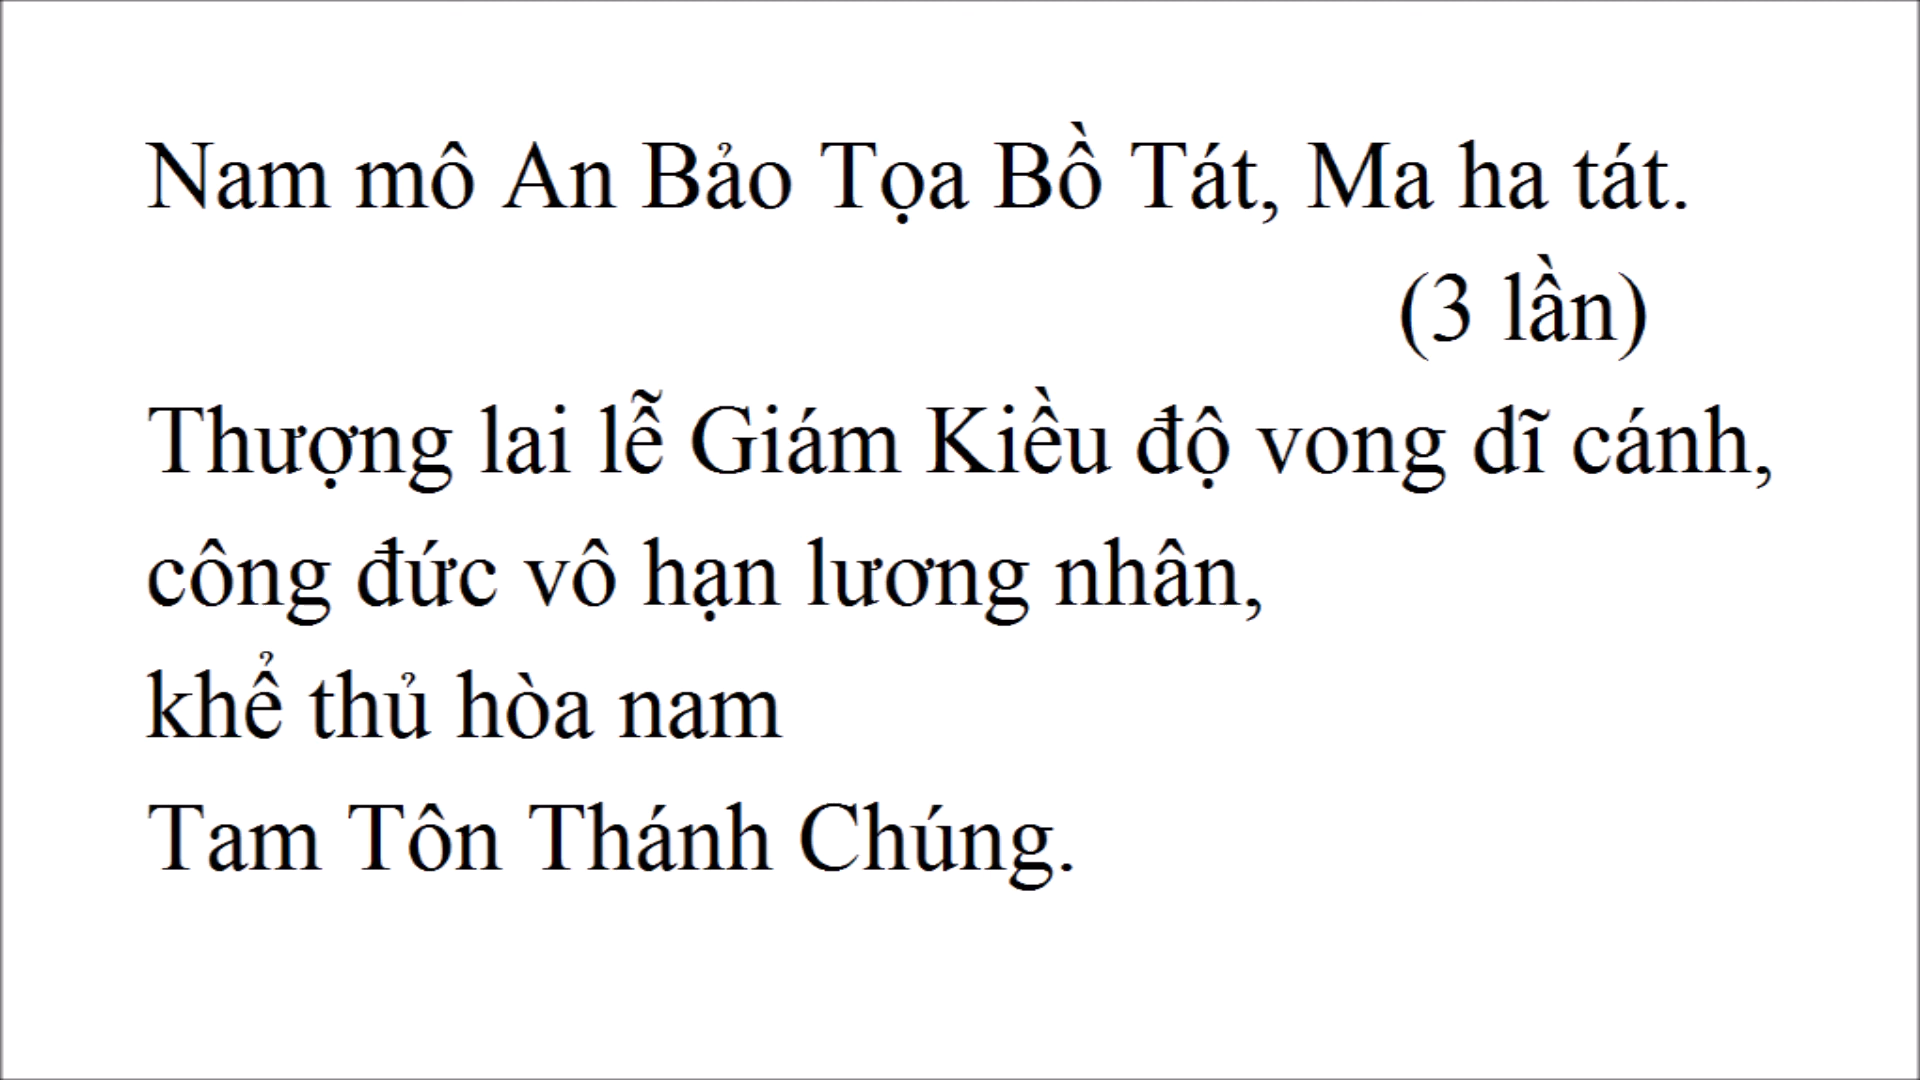 Nam mô An Bảo Tọa Bồ Tát, Ma ha tát.
(3 lần)
Thượng lai lễ Giám Kiều độ vong dĩ cánh,
công đức vô hạn lương nhân,
khể thủ hòa nam
Tam Tôn Thánh Chúng.